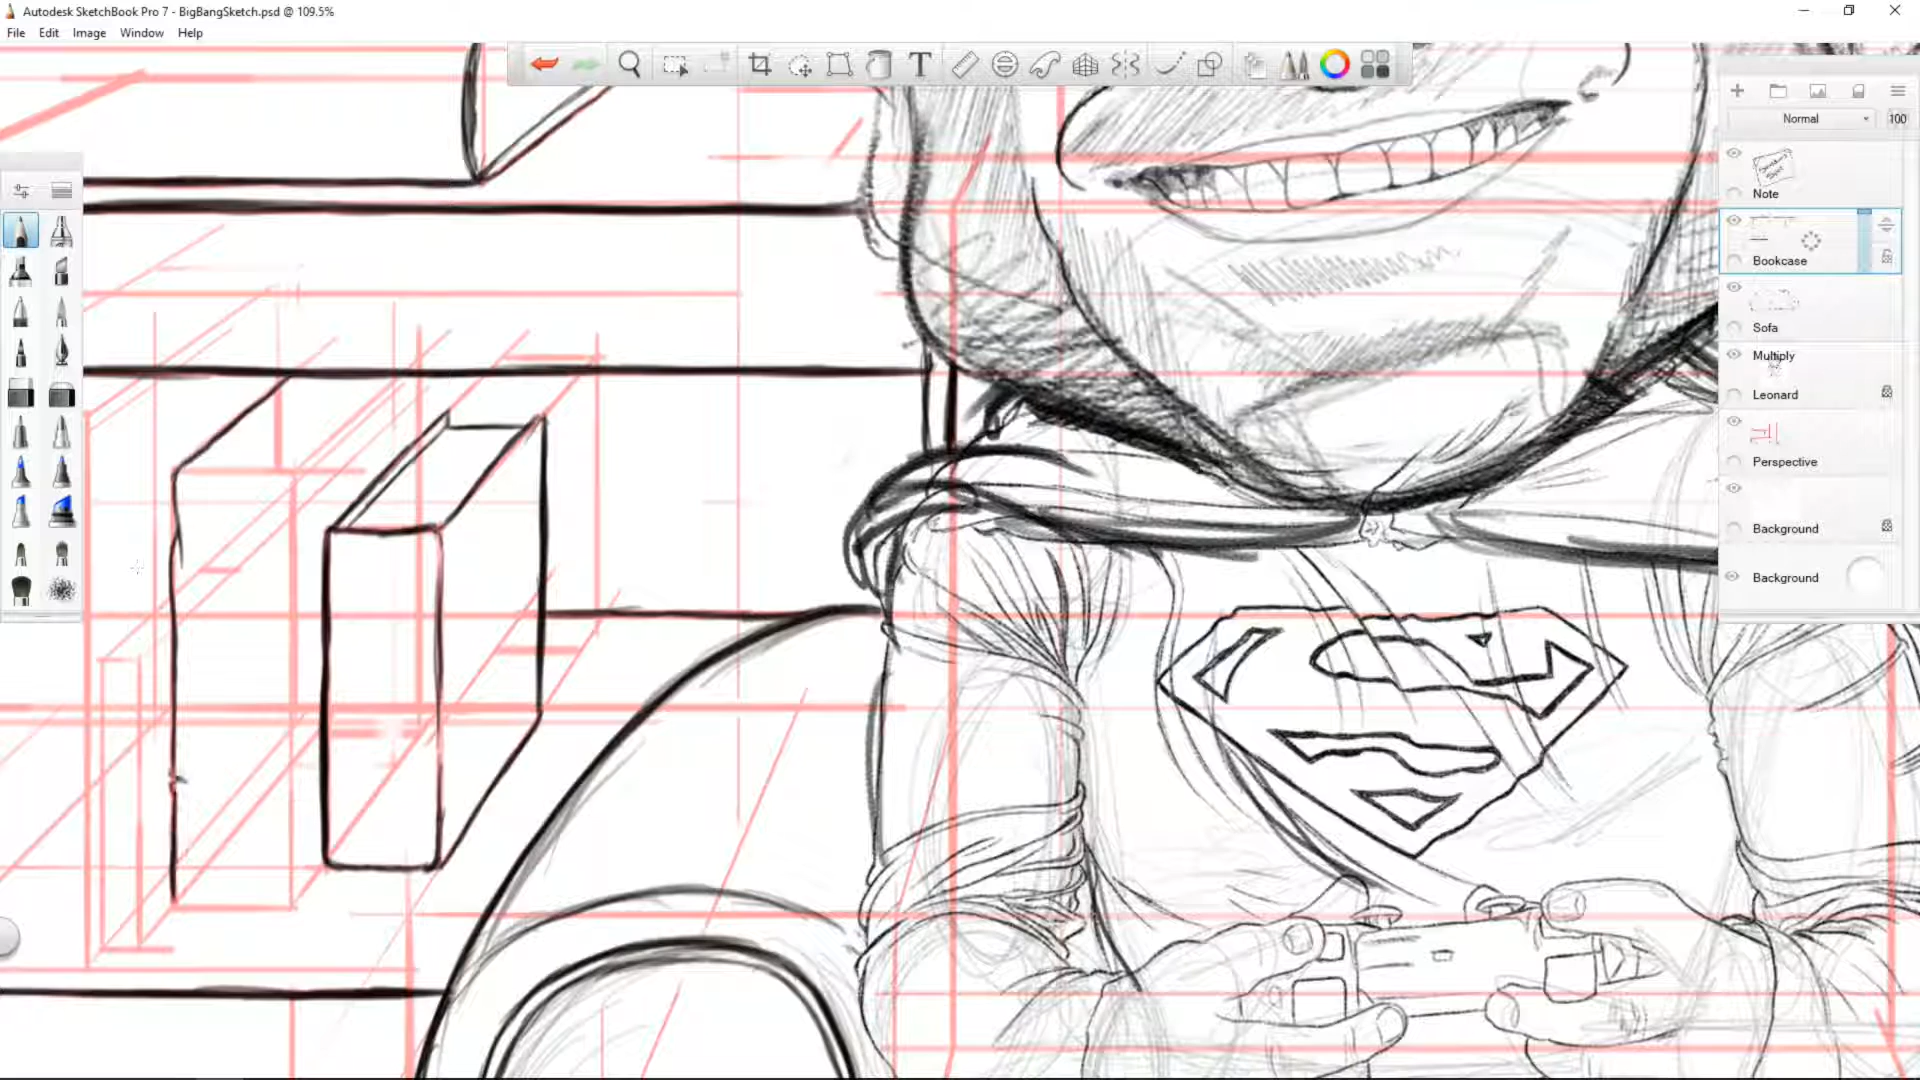 Autodesk SketchBook Pro 7 - BigBangSketch.psd @ 109.5%
File Edit Image Window Help
Normal 100
Note
Bookcase
Sofa
Multiply
Leonard
Perspective
Background
Background